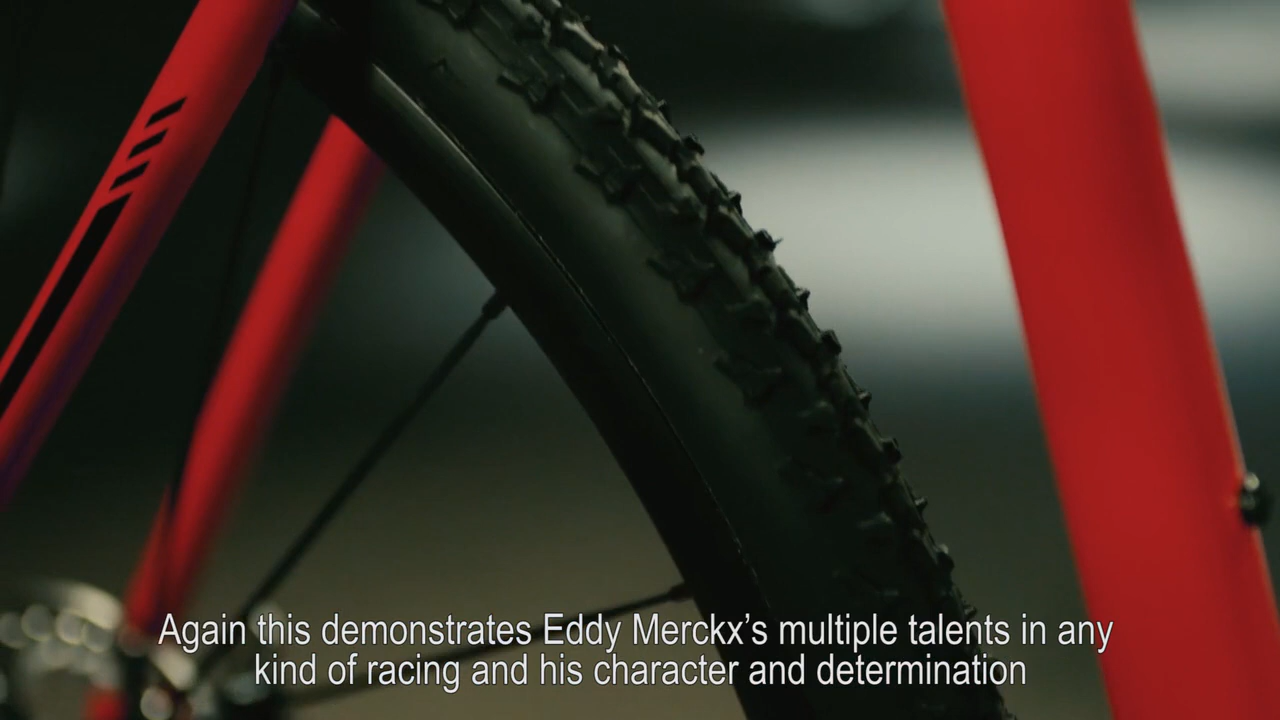 Again this demonstrates Eddy Merckx’s multiple talents in any
kind of racing and his character and determination